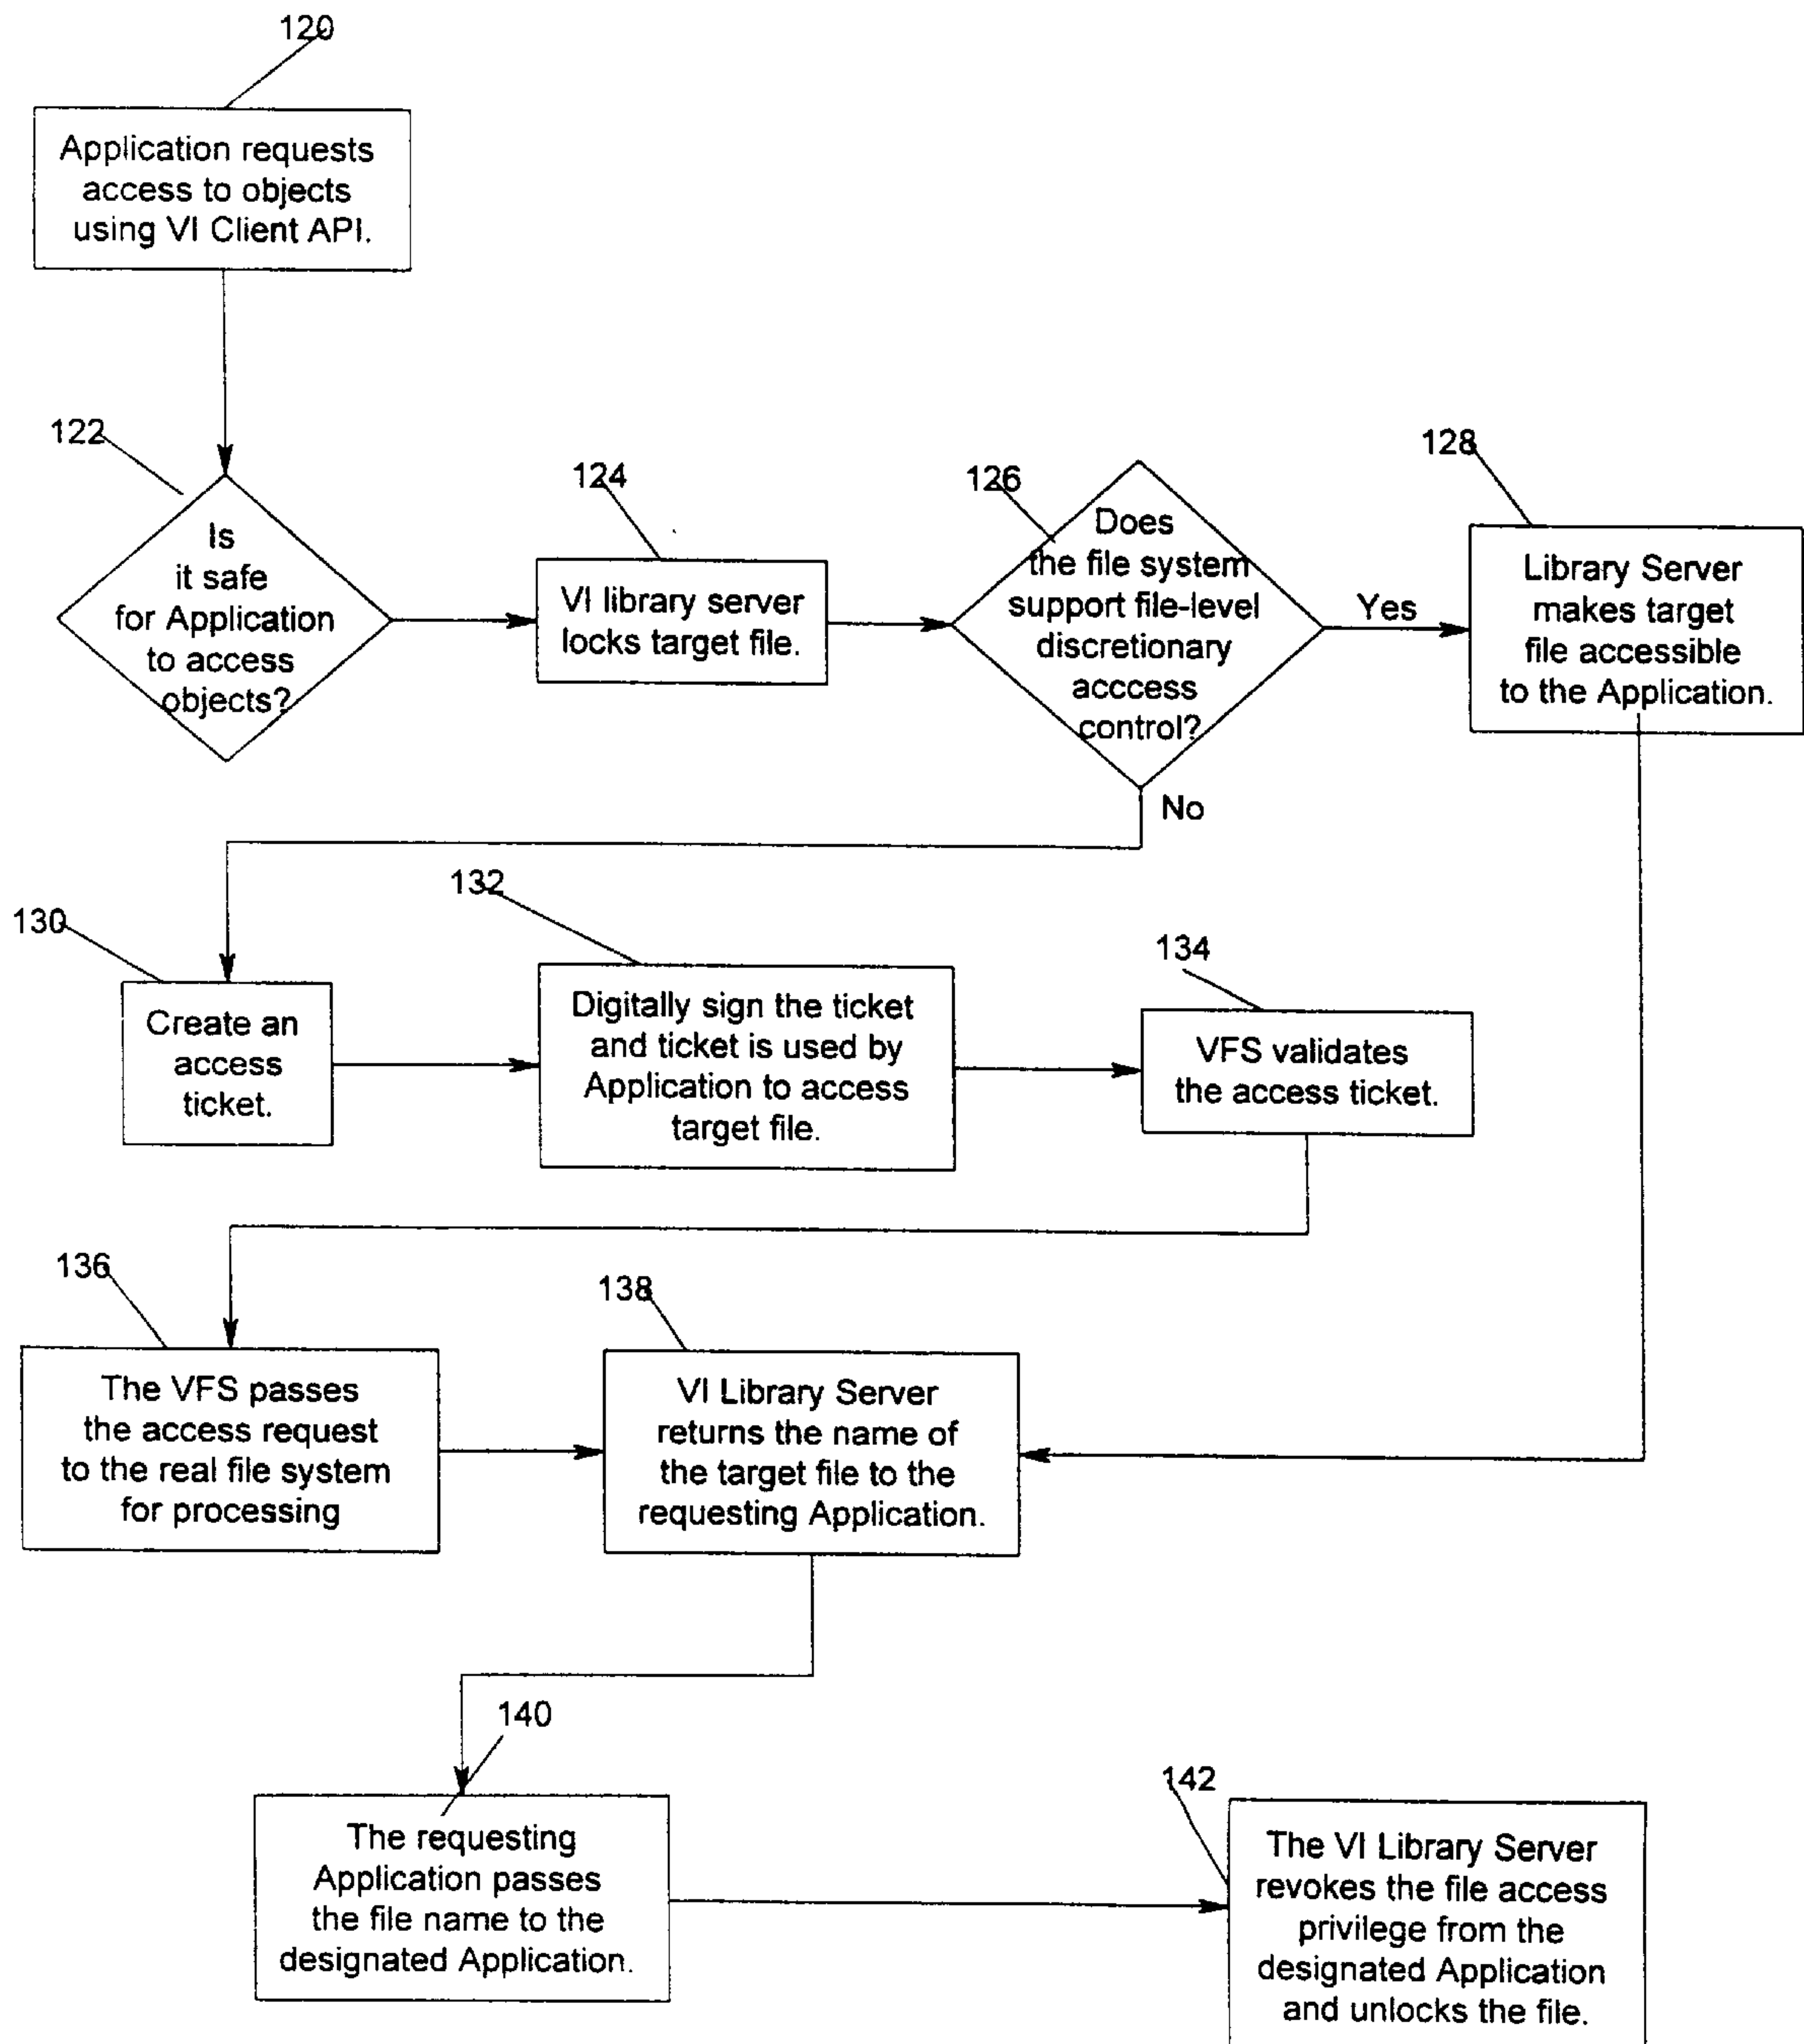 120
Application requests
access to objects
using VI Client API.
122
Is
it safe
for Application
to access
objects?
124
VI library server
locks target file.
126
Does
the file system
support file-level
discretionary
acccess
control?
Yes
No
128
Library Server
makes target
file accessible
to the Application.
130
Create an
access
ticket.
132
Digitally sign the ticket
and ticket is used by
Application to access
target file.
134
VFS validates
the access ticket.
136
The VFS passes
the access request
to the real file system
for processing
138
VI Library Server
returns the name of
the target file to the
requesting Application.
140
The requesting
Application passes
the file name to the
designated Application.
142
The VI Library Server
revokes the file access
privilege from the
designated Application
and unlocks the file.